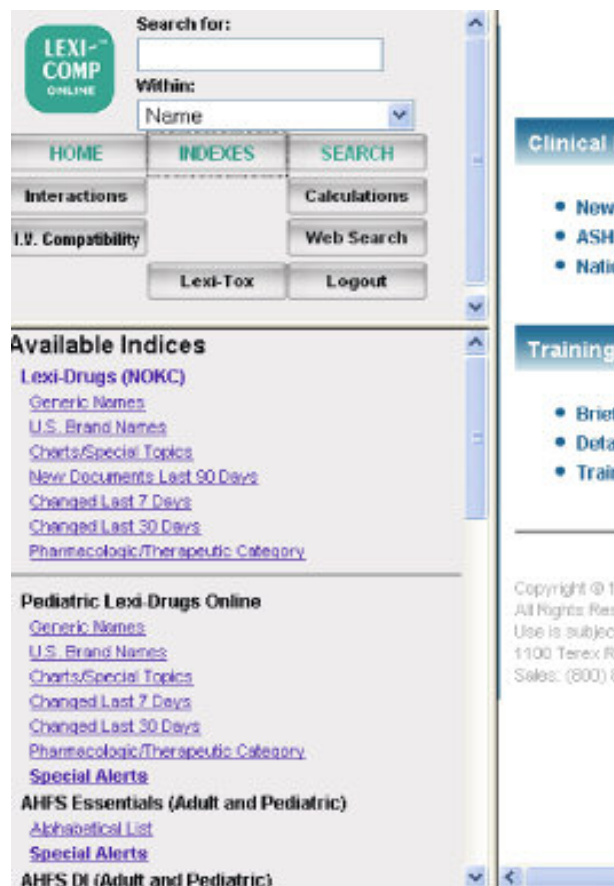 LEXI-
COMP
ONLINE
Search for:
Within:
Name
HOME INDEXES SEARCH
Interactions Calculations
I.V. Compatibility Web Search
Lexi-Tox Logout
Available Indices
Lexi-Drugs (NOKC)
Generic Names
U.S. Brand Names
Charts/Special Topics
New Documents Last 90 Days
Changed Last 7 Days
Changed Last 30 Days
Pharmacologic/Therapeutic Category
Pediatric Lexi-Drugs Online
Generic Names
U.S. Brand Names
Charts/Special Topics
Changed Last 7 Days
Changed Last 30 Days
Pharmacologic/Therapeutic Category
Special Alerts
AHFS Essentials (Adult and Pediatric)
Alphabetical List
Special Alerts
AHFS DI (Adult and Pediatric)
Clinical
New
ASH
Training
Copyright © 1
All Rights
Use is
1100 Terex R
Sales: (800)